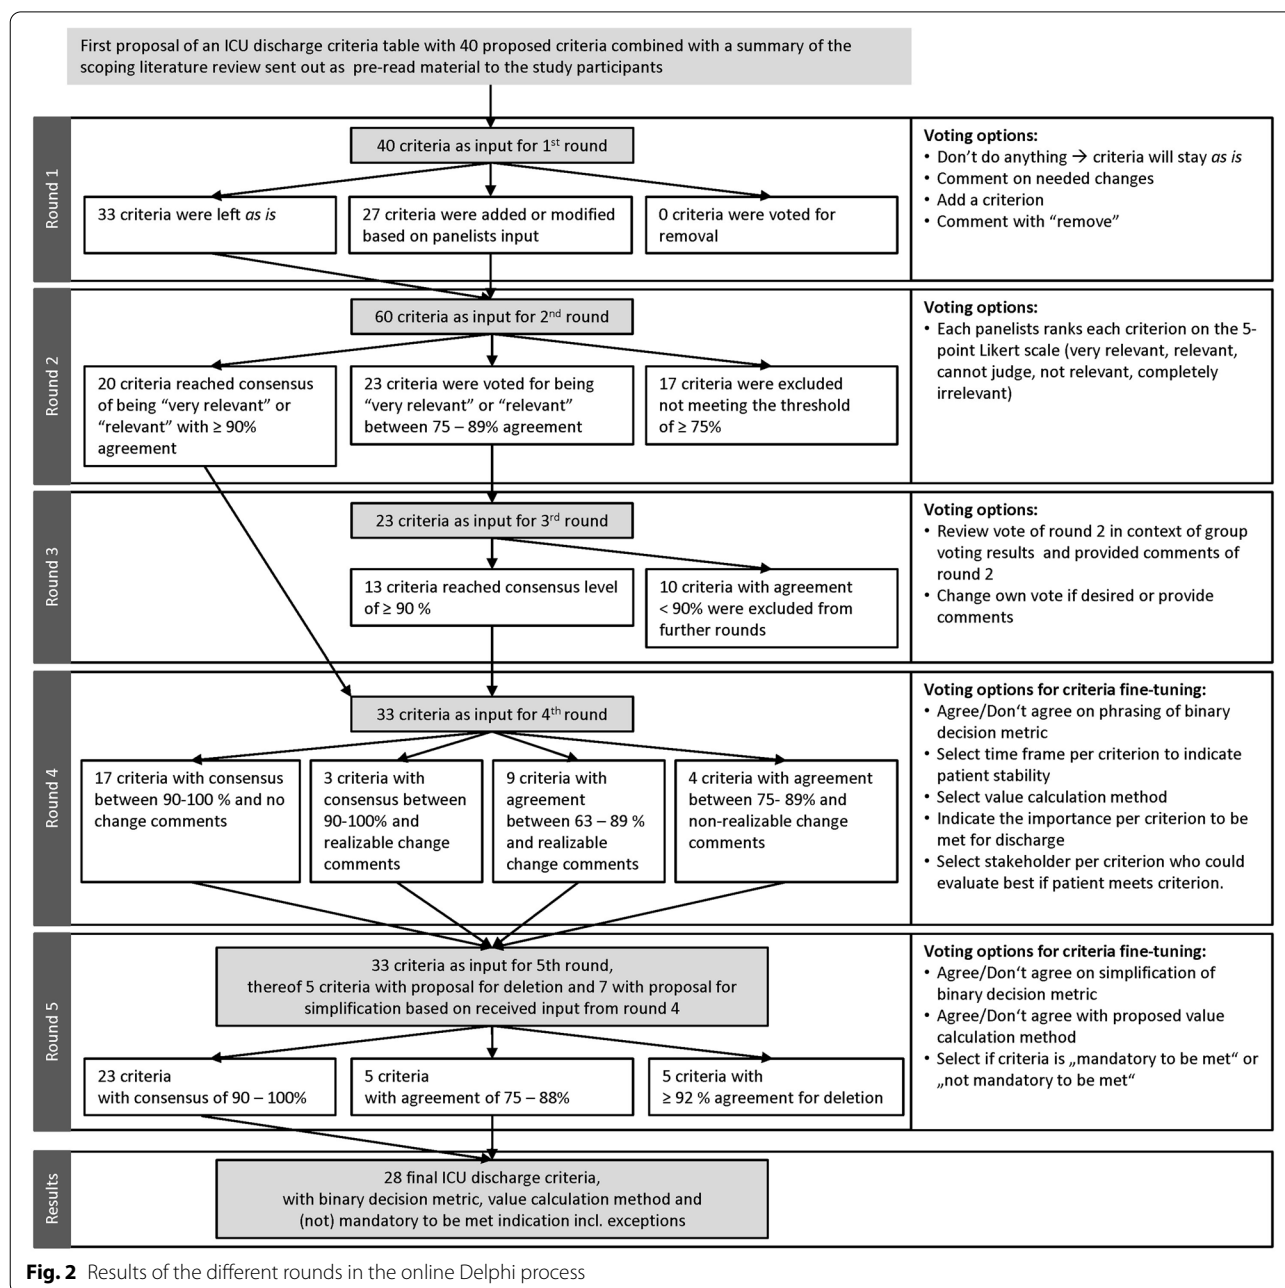 First proposal of an ICU discharge criteria table with 40 proposed criteria combined with a summary of the
scoping literature review sent out as pre-read material to the study participants
Round 1
40 criteria as input for 1st round
33 criteria were left as is
27 criteria were added or modified
based on panelists input
0 criteria were voted for
removal
Voting options:
• Don't do anything → criteria will stay as is
• Comment on needed changes
• Add a criterion
• Comment with “remove”
Round 2
60 criteria as input for 2nd round
20 criteria reached consensus
of being “very relevant” or
“relevant” with ≥ 90%
agreement
23 criteria were voted for being
“very relevant” or “relevant”
between 75 – 89% agreement
17 criteria were excluded
not meeting the threshold
of ≥ 75%
Voting options:
• Each panelists ranks each criterion on the 5-
point Likert scale (very relevant, relevant,
cannot judge, not relevant, completely
irrelevant)
Round 3
23 criteria as input for 3rd round
13 criteria reached consensus level
of ≥ 90 %
10 criteria with agreement
< 90% were excluded from
further rounds
Voting options:
• Review vote of round 2 in context of group
voting results and provided comments of
round 2
• Change own vote if desired or provide
comments
Round 4
33 criteria as input for 4th round
17 criteria with consensus
between 90-100 % and no
change comments
3 criteria with
consensus between
90-100% and
realizable change
comments
9 criteria with
agreement
between 63 – 89 %
and realizable
change comments
4 criteria with agreement
between 75- 89% and
non-realizable change
comments
Voting options for criteria fine-tuning:
• Agree/Don‘t agree on phrasing of binary
decision metric
• Select time frame per criterion to indicate
patient stability
• Select value calculation method
• Indicate the importance per criterion to be
met for discharge
• Select stakeholder per criterion who could
evaluate best if patient meets criterion.
Round 5
33 criteria as input for 5th round,
thereof 5 criteria with proposal for deletion and 7 with proposal for
simplification based on received input from round 4
23 criteria
with consensus of 90 – 100%
5 criteria
with agreement of 75 – 88%
5 criteria with
≥ 92 % agreement for deletion
Voting options for criteria fine-tuning:
• Agree/Don‘t agree on simplification of
binary decision metric
• Agree/Don‘t agree with proposed value
calculation method
• Select if criteria is „mandatory to be met“ or
„not mandatory to be met“
Results
28 final ICU discharge criteria,
with binary decision metric, value calculation method and
(not) mandatory to be met indication incl. exceptions
Fig. 2 Results of the different rounds in the online Delphi process